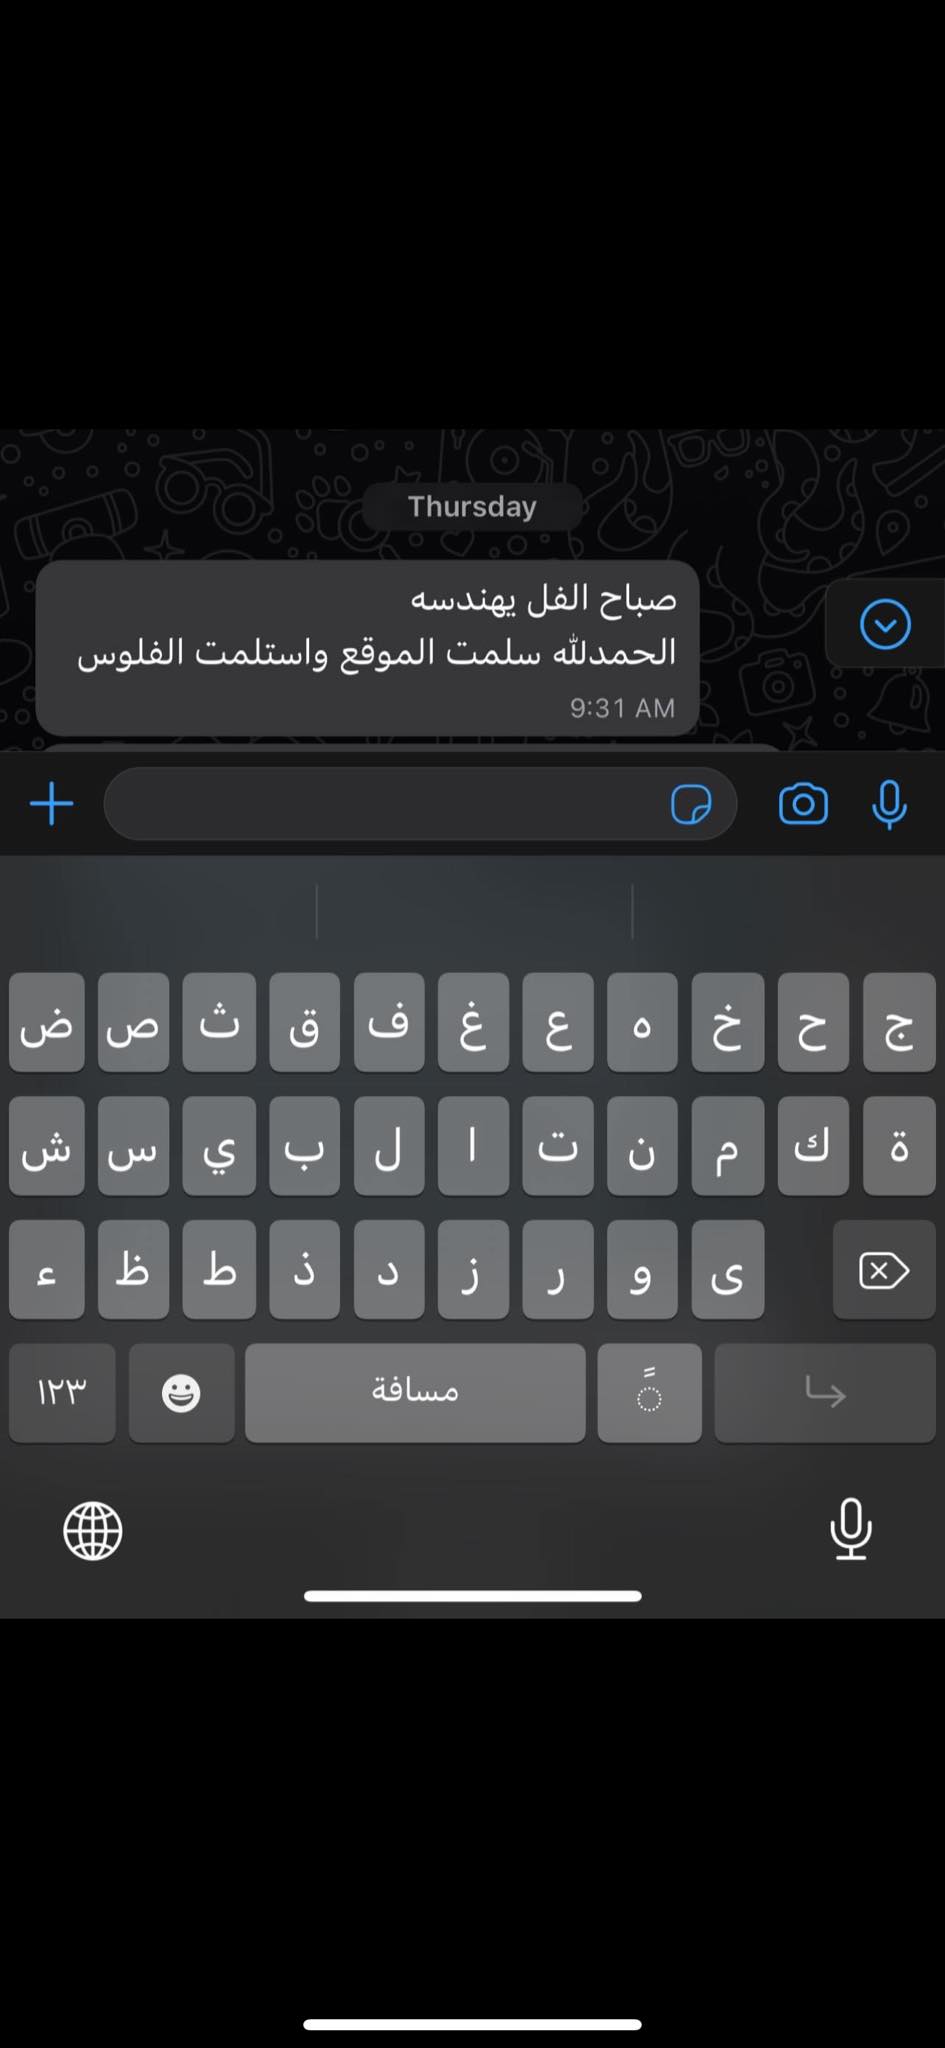 Thursday
صباح الفل يهندسه
الحمدلله سلمت الموقع واستلمت الفلوس
9:31 AM
ض ص ث ق ف غ ع ه خ ح ج
ش س ي ب ل ا ت ن م ك ة
ء ظ ط ذ د ز ر و ى
١٢٣ مسافة